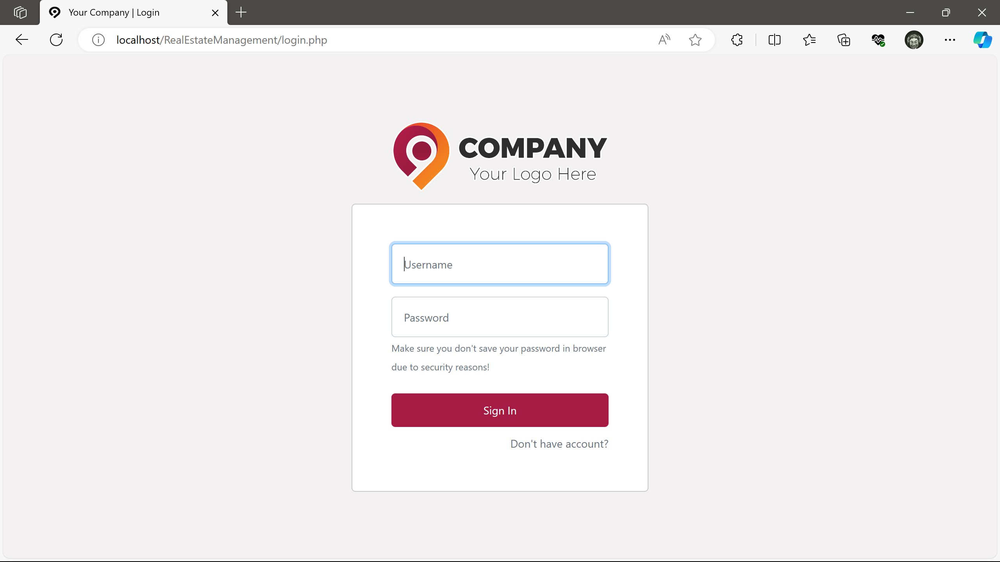 Your Company | Login
localhost/RealEstateManagement/login.php
COMPANY
Your Logo Here
Username
Password
Make sure you don't save your password in browser
due to security reasons!
Sign In
Don't have account?